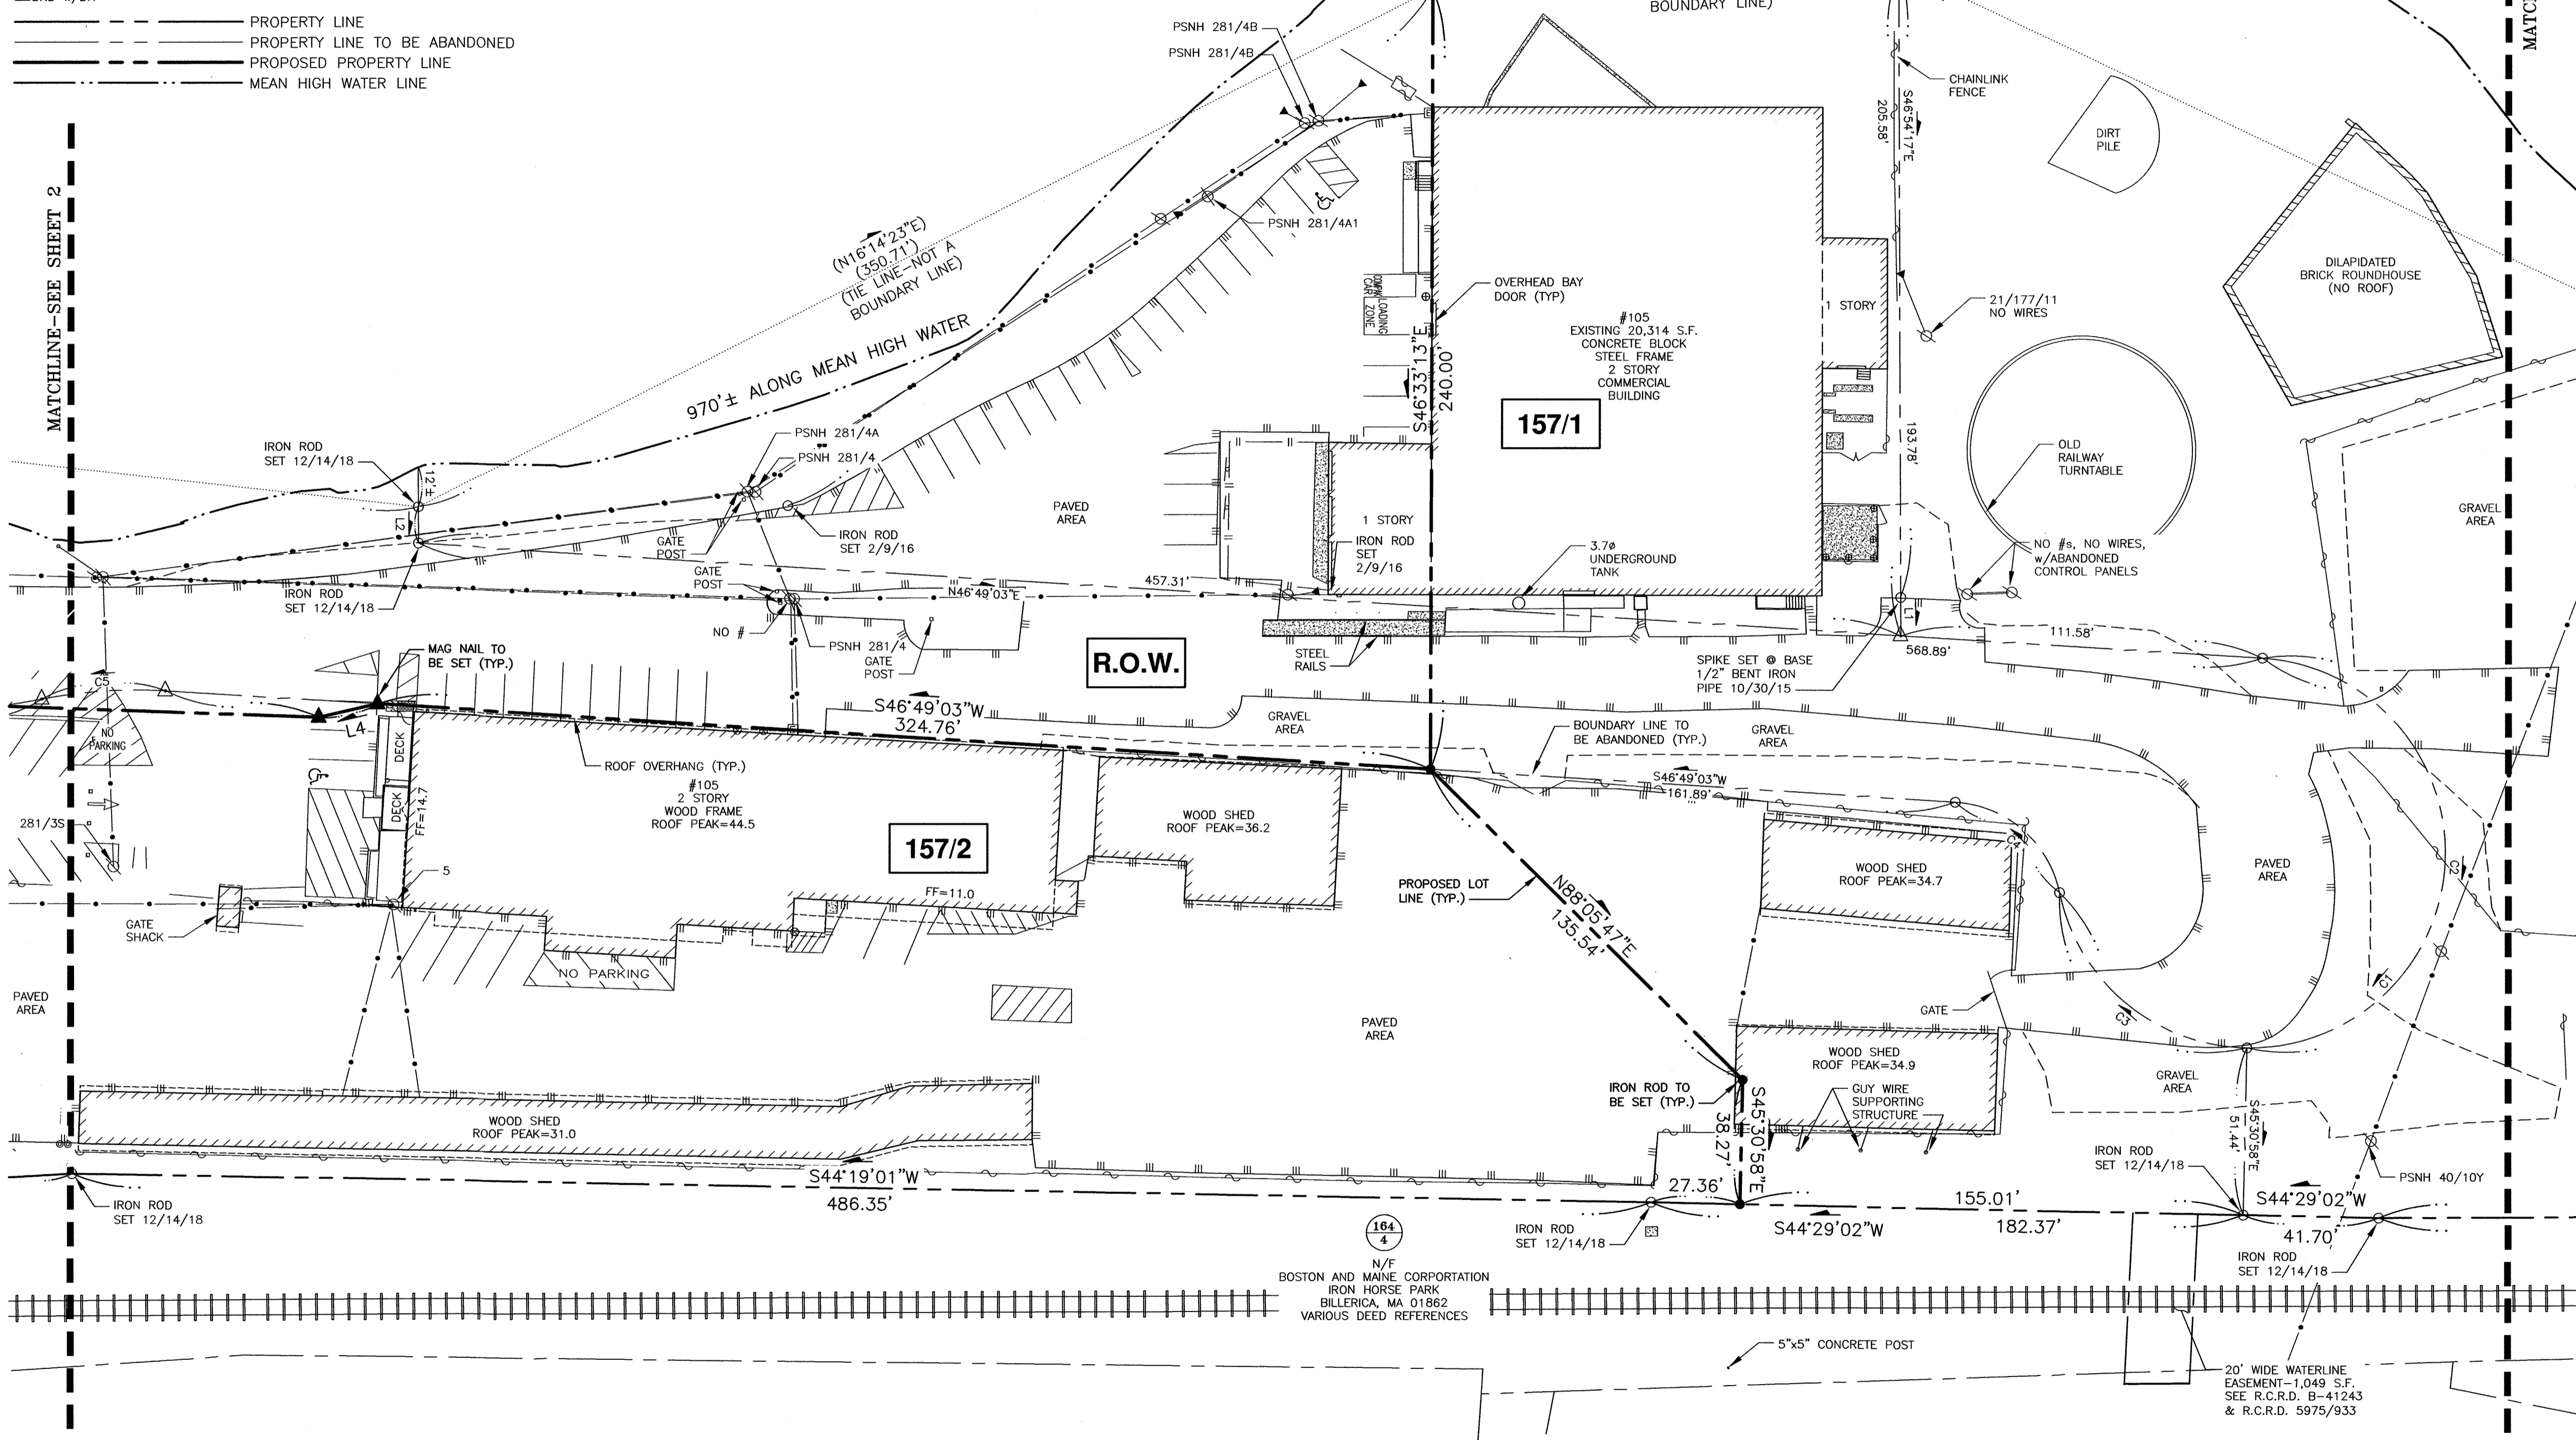 PROPERTY LINE
PROPERTY LINE TO BE ABANDONED
PROPOSED PROPERTY LINE
MEAN HIGH WATER LINE
BOUNDARY LINE)
PSNH 281/4B
PSNH 281/4B
CHAINLINK
FENCE
S46°54'17"E
205.58'
DIRT
PILE
MATCHLINE-SEE SHEET 2
PSNH 281/4A1
(N16°14'23"E)
(350.71')
(TIE LINE-NOT A
BOUNDARY LINE)
970'± ALONG MEAN HIGH WATER
DILAPIDATED
BRICK ROUNDHOUSE
(NO ROOF)
OVERHEAD BAY
DOOR (TYP)
LOADING
ZONE
1 STORY
21/177/11
NO WIRES
#105
EXISTING 20,314 S.F.
CONCRETE BLOCK
STEEL FRAME
2 STORY
COMMERCIAL
BUILDING
S46°33'13"E
240.00'
157/1
193.78'
OLD
RAILWAY
TURNTABLE
IRON ROD
SET 12/14/18
12'±
L2
PSNH 281/4A
PSNH 281/4
PAVED
AREA
1 STORY
GRAVEL
AREA
GATE
POST
IRON ROD
SET 2/9/16
IRON ROD
SET
2/9/16
3.7ø
UNDERGROUND
TANK
NO #s, NO WIRES,
w/ABANDONED
CONTROL PANELS
GATE
POST
457.31'
N46°49'03"E
IRON ROD
SET 12/14/18
L1
NO #
PSNH 281/4
GATE
POST
111.58'
568.89'
MAG NAIL TO
BE SET (TYP.)
R.O.W.
STEEL
RAILS
SPIKE SET @ BASE
1/2" BENT IRON
PIPE 10/30/15
C5
S46°49'03"W
324.76'
GRAVEL
AREA
BOUNDARY LINE TO
BE ABANDONED (TYP.)
GRAVEL
AREA
L4
NO
PARKING
DECK
DECK
ROOF OVERHANG (TYP.)
#105
2 STORY
WOOD FRAME
ROOF PEAK=44.5
FF=14.7
S46°49'03"W
161.89'
WOOD SHED
ROOF PEAK=36.2
281/3S
157/2
C4
5
FF=11.0
PROPOSED LOT
LINE (TYP.)
N88°05'47"E
135.54'
WOOD SHED
ROOF PEAK=34.7
PAVED
AREA
C2
GATE
SHACK
NO PARKING
PAVED
AREA
PAVED
AREA
GATE
C3
C1
WOOD SHED
ROOF PEAK=34.9
GRAVEL
AREA
IRON ROD TO
BE SET (TYP.)
GUY WIRE
SUPPORTING
STRUCTURE
S45°30'58"E
38.27'
S45°30'58"E
51.44'
WOOD SHED
ROOF PEAK=31.0
IRON ROD
SET 12/14/18
PSNH 40/10Y
S44°19'01"W
486.35'
27.36'
155.01'
S44°29'02"W
IRON ROD
SET 12/14/18
IRON ROD
SET 12/14/18
S44°29'02"W
182.37'
41.70'
IRON ROD
SET 12/14/18
164
4
N/F
BOSTON AND MAINE CORPORATION
IRON HORSE PARK
BILLERICA, MA 01862
VARIOUS DEED REFERENCES
5"x5" CONCRETE POST
20' WIDE WATERLINE
EASEMENT-1,049 S.F.
SEE R.C.R.D. B-41243
& R.C.R.D. 5975/933